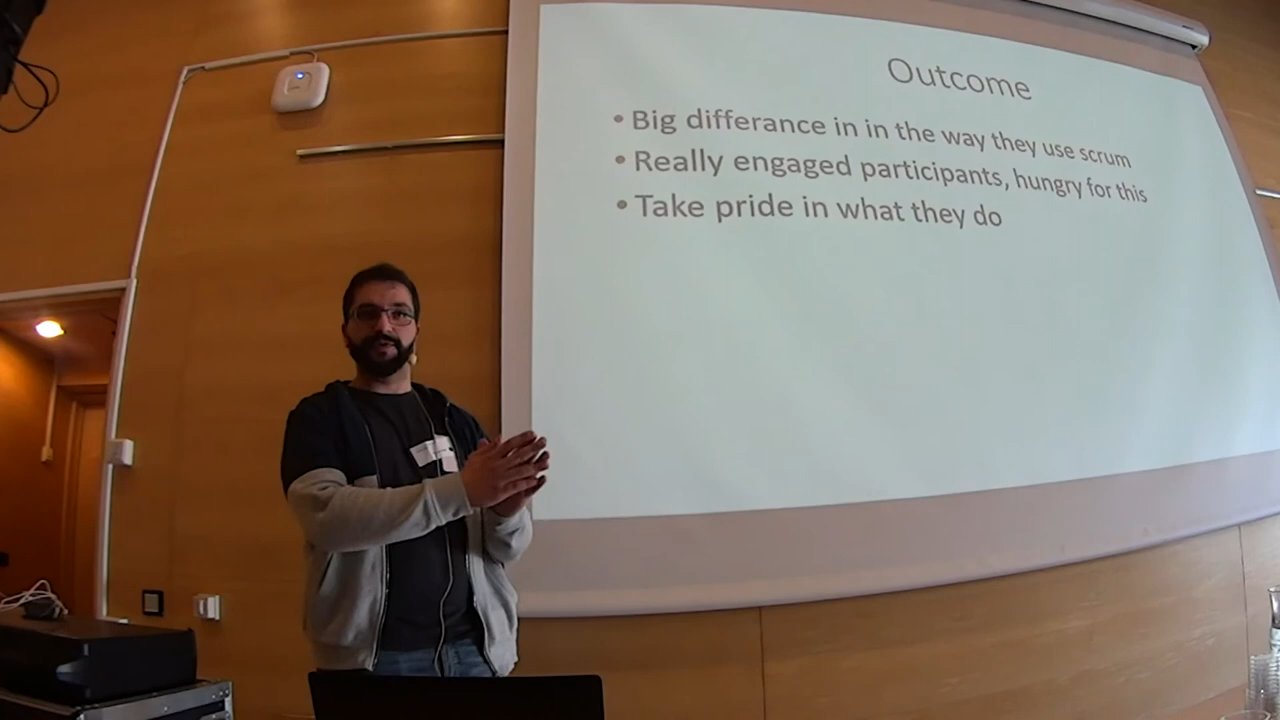 Outcome
• Big differance in in the way they use scrum
• Really engaged participants, hungry for this
• Take pride in what they do